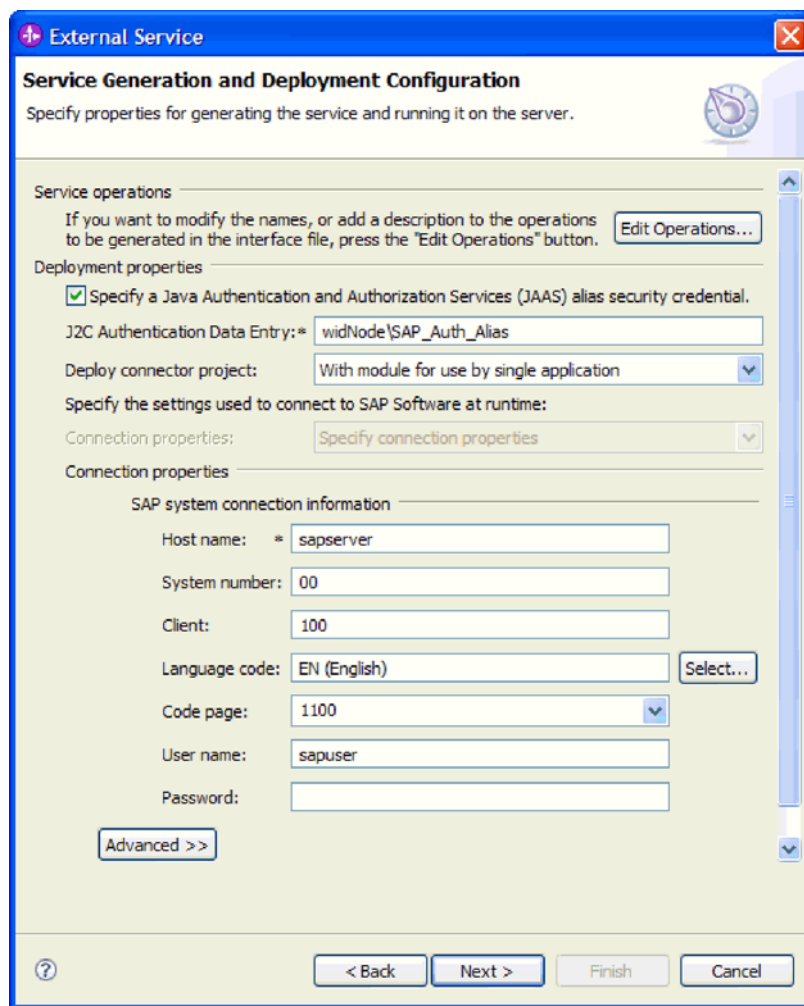 External Service
Service Generation and Deployment Configuration
Specify properties for generating the service and running it on the server.
Service operations
If you want to modify the names, or add a description to the operations
to be generated in the interface file, press the "Edit Operations" button.
Edit Operations...
Deployment properties
Specify a Java Authentication and Authorization Services (JAAS) alias security credential.
J2C Authentication Data Entry:* widNode\SAP_Auth_Alias
Deploy connector project: With module for use by single application
Specify the settings used to connect to SAP Software at runtime:
Connection properties: Specify connection properties
Connection properties
SAP system connection information
Host name: * sapserver
System number: 00
Client: 100
Language code: EN (English) Select...
Code page: 1100
User name: sapuser
Password:
Advanced >>
? < Back Next > Finish Cancel